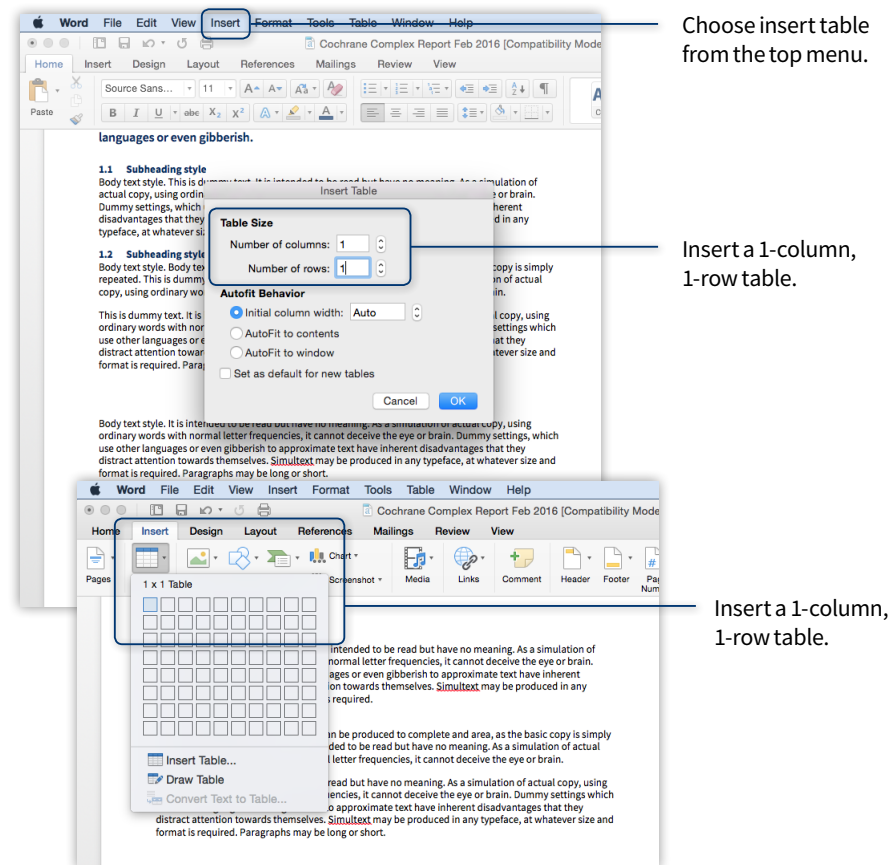 Word File Edit View Insert Format Tools Table Window Help
Choose insert table
from the top menu.
Cochrane Complex Report Feb 2016 [Compatibility Mode
Home Insert Design Layout References Mailings Review View
Paste
Source Sans... 11
B I U abc X2 X2 A A
languages or even gibberish.
1.1 Subheading style
Body text style. This is dummy text. It is intended to be read but have no meaning. As a simulation of
actual copy, using ordin
e or brain.
Dummy settings, which
herent
disadvantages that they
d in any
typeface, at whatever si
1.2 Subheading style
Body text style. Body tex
copy is simply
repeated. This is dummy
n of actual
copy, using ordinary wo
in.
This is dummy text. It is
l copy, using
ordinary words with nor
settings which
use other languages or e
at they
distract attention towar
tever size and
format is required. Para
Insert Table
Table Size
Number of columns: 1
Number of rows: 1
Autofit Behavior
Initial column width: Auto
AutoFit to contents
AutoFit to window
Set as default for new tables
Cancel OK
Insert a 1-column,
1-row table.
Body text style. It is intended to be read but have no meaning. As a simulation of actual copy, using
ordinary words with normal letter frequencies, it cannot deceive the eye or brain. Dummy settings, which
use other languages or even gibberish to approximate text have inherent disadvantages that they
distract attention towards themselves. Simultext may be produced in any typeface, at whatever size and
format is required. Paragraphs may be long or short.
Word File Edit View Insert Format Tools Table Window Help
Cochrane Complex Report Feb 2016 [Compatibility Mode
Home Insert Design Layout References Mailings Review View
Pages Chart Screenshot Media Links Comment Header Footer Pa
Num
1 x 1 Table
Insert Table...
Draw Table
Convert Text to Table...
Insert a 1-column,
1-row table.
intended to be read but have no meaning. As a simulation of
normal letter frequencies, it cannot deceive the eye or brain.
ages or even gibberish to approximate text have inherent
on towards themselves. Simultext may be produced in any
required.
n be produced to complete and area, as the basic copy is simply
ded to be read but have no meaning. As a simulation of actual
l letter frequencies, it cannot deceive the eye or brain.
read but have no meaning. As a simulation of actual copy, using
encies, it cannot deceive the eye or brain. Dummy settings which
o approximate text have inherent disadvantages that they
distract attention towards themselves. Simultext may be produced in any typeface, at whatever size and
format is required. Paragraphs may be long or short.